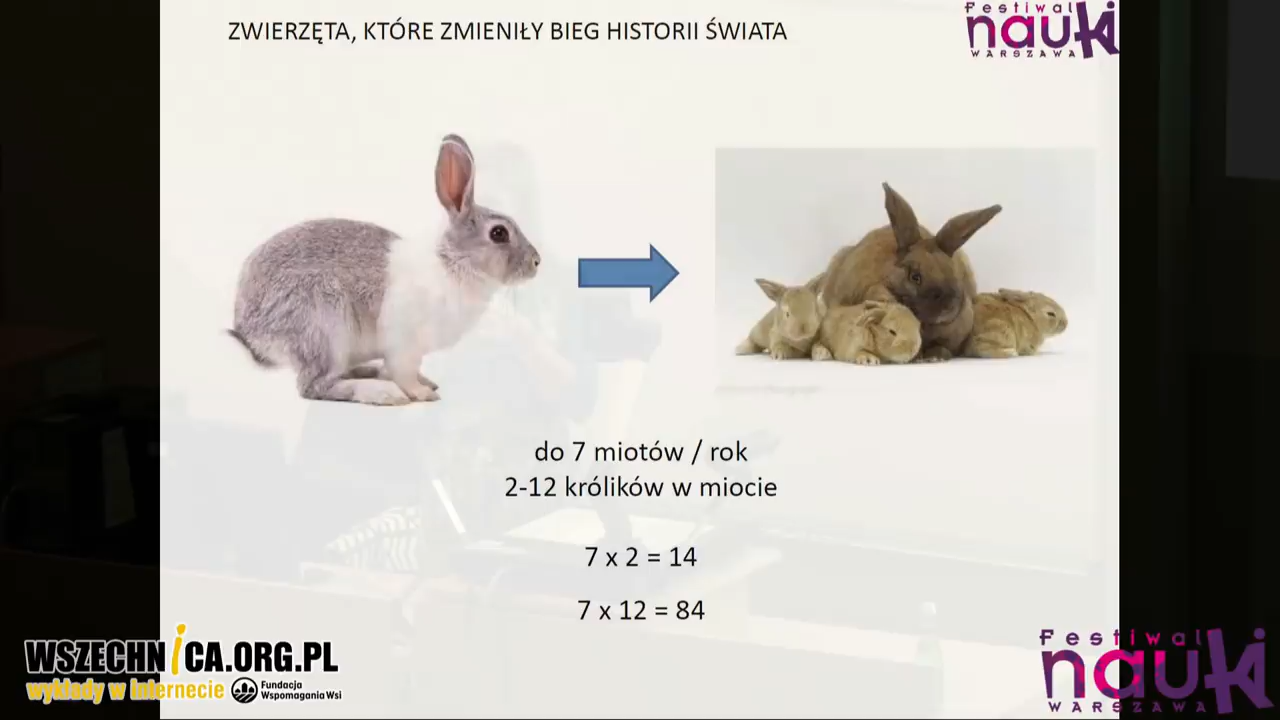 ZWIERZĘTA, KTÓRE ZMIENIŁY BIEG HISTORII ŚWIATA
Festiwal
nauki
WARSZAWA
do 7 miotów / rok
2-12 królików w miocie
7 x 2 = 14
7 x 12 = 84
WSZECHNICA.ORG.PL
wykłady w Internecie
Fundacja
Wspomagania Wsi
Festiwal
nauki
WARSZAWA